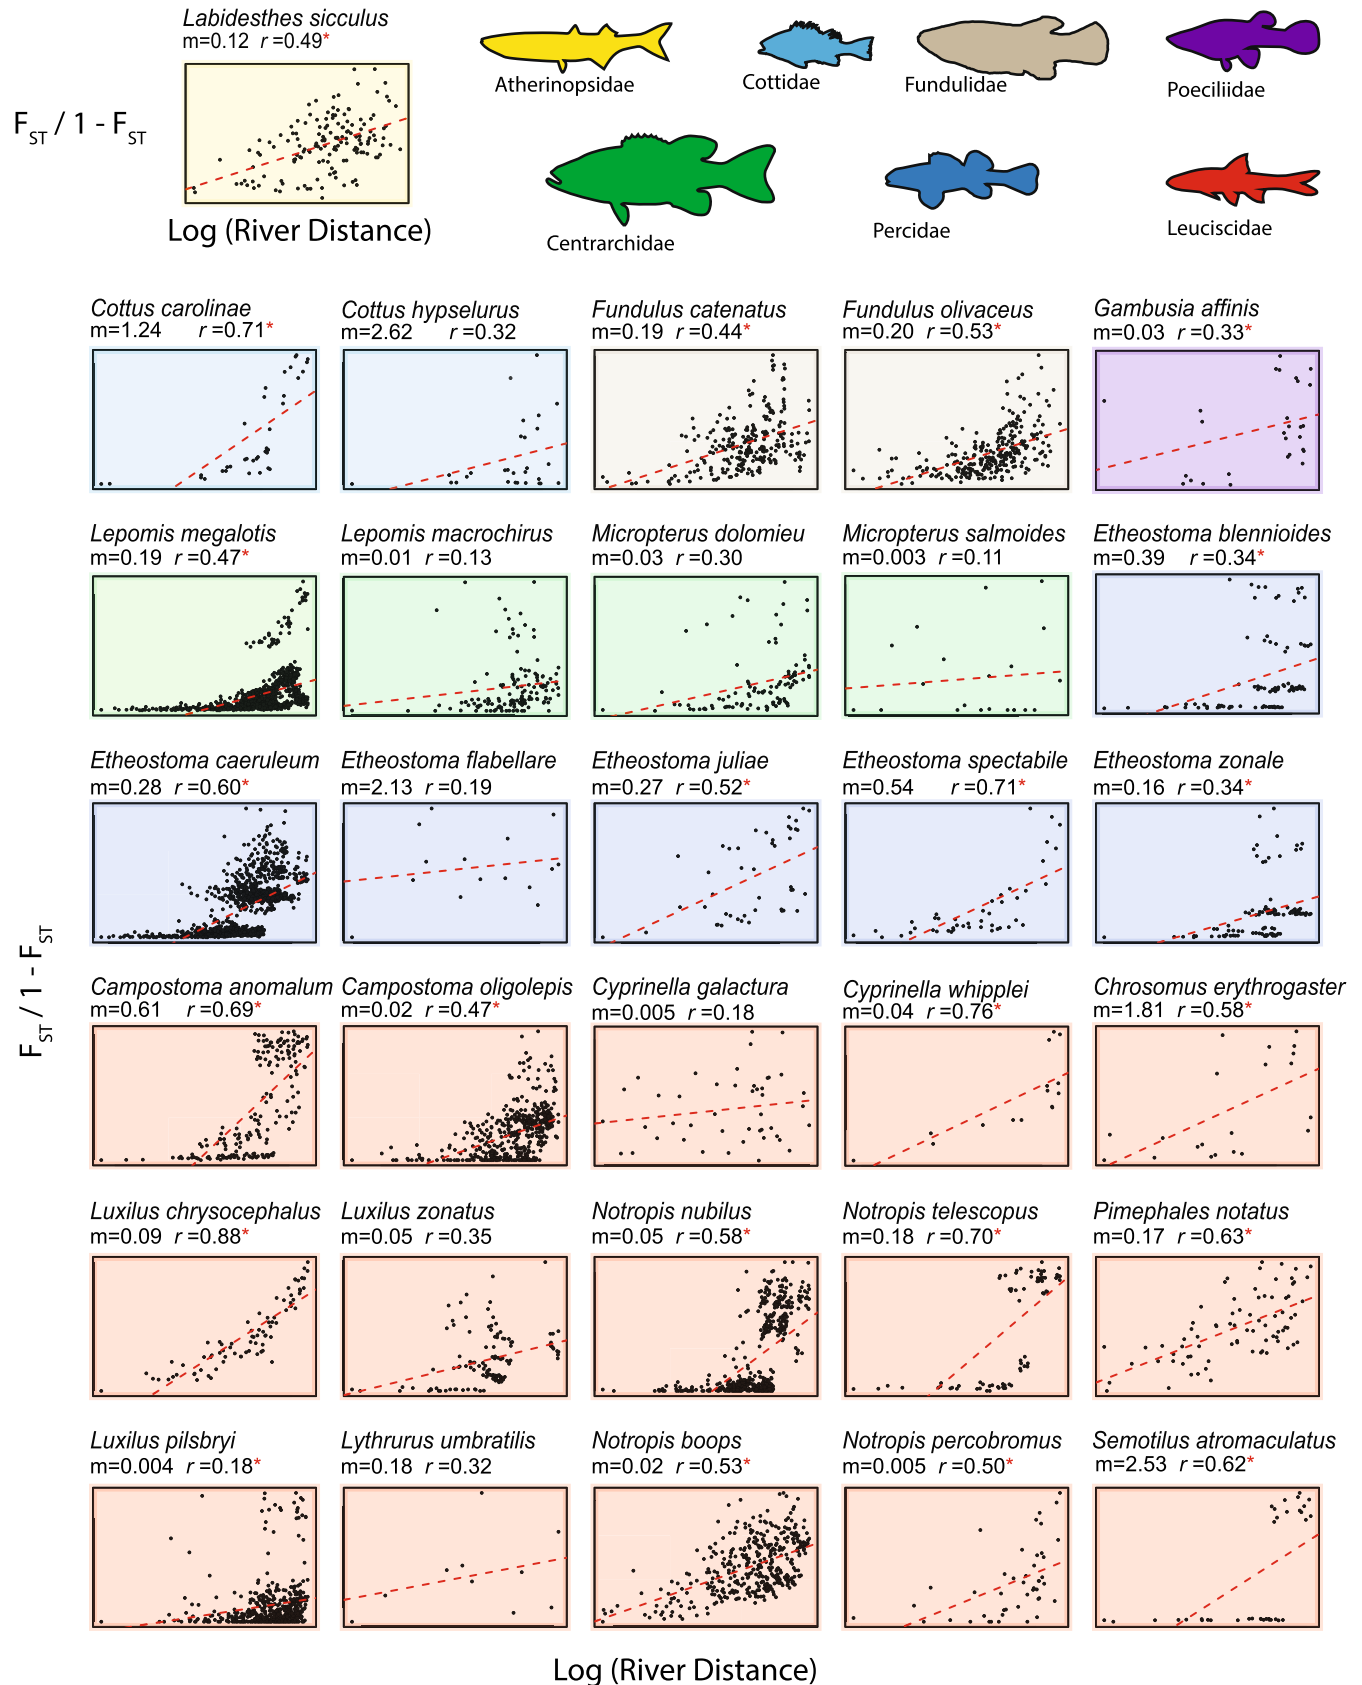 Labidesthes sicculus
m=0.12 r =0.49*
F_ST / 1 - F_ST
Log (River Distance)
Atherinopsidae
Cottidae
Fundulidae
Poeciliidae
Centrarchidae
Percidae
Leuciscidae
Cottus carolinae
m=1.24 r =0.71*
Cottus hypselurus
m=2.62 r =0.32
Fundulus catenatus
m=0.19 r =0.44*
Fundulus olivaceus
m=0.20 r =0.53*
Gambusia affinis
m=0.03 r =0.33*
Lepomis megalotis
m=0.19 r =0.47*
Lepomis macrochirus
m=0.01 r =0.13
Micropterus dolomieu
m=0.03 r =0.30
Micropterus salmoides
m=0.003 r =0.11
Etheostoma blennioides
m=0.39 r =0.34*
Etheostoma caeruleum
m=0.28 r =0.60*
Etheostoma flabellare
m=2.13 r =0.19
Etheostoma juliae
m=0.27 r =0.52*
Etheostoma spectabile
m=0.54 r =0.71*
Etheostoma zonale
m=0.16 r =0.34*
F_ST / 1 - F_ST
Campostoma anomalum
m=0.61 r =0.69*
Campostoma oligolepis
m=0.02 r =0.47*
Cyprinella galactura
m=0.005 r =0.18
Cyprinella whipplei
m=0.04 r =0.76*
Chrosomus erythrogaster
m=1.81 r =0.58*
Luxilus chrysocephalus
m=0.09 r =0.88*
Luxilus zonatus
m=0.05 r =0.35
Notropis nubilus
m=0.05 r =0.58*
Notropis telescopus
m=0.18 r =0.70*
Pimephales notatus
m=0.17 r =0.63*
Luxilus pilsbryi
m=0.004 r =0.18*
Lythrurus umbratilis
m=0.18 r =0.32
Notropis boops
m=0.02 r =0.53*
Notropis percobromus
m=0.005 r =0.50*
Semotilus atromaculatus
m=2.53 r =0.62*
Log (River Distance)